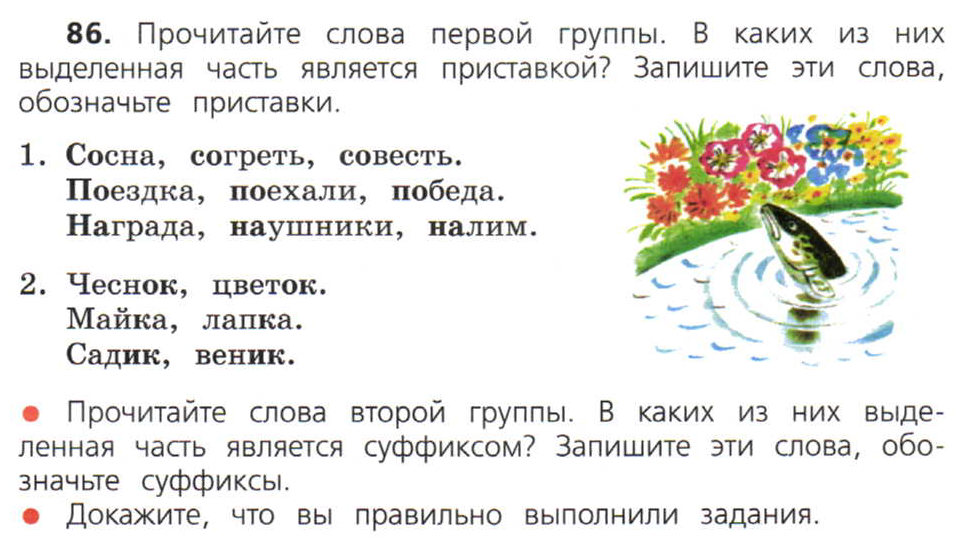 86. Прочитайте слова первой группы. В каких из них
выделенная часть является приставкой? Запишите эти слова,
обозначьте приставки.
1. Сосна, согреть, совесть.
Поездка, поехали, победа.
Награда, наушники, налим.
2. Чеснок, цветок.
Майка, лапка.
Садик, веник.
• Прочитайте слова второй группы. В каких из них выде-
ленная часть является суффиксом? Запишите эти слова, обо-
значьте суффиксы.
• Докажите, что вы правильно выполнили задания.